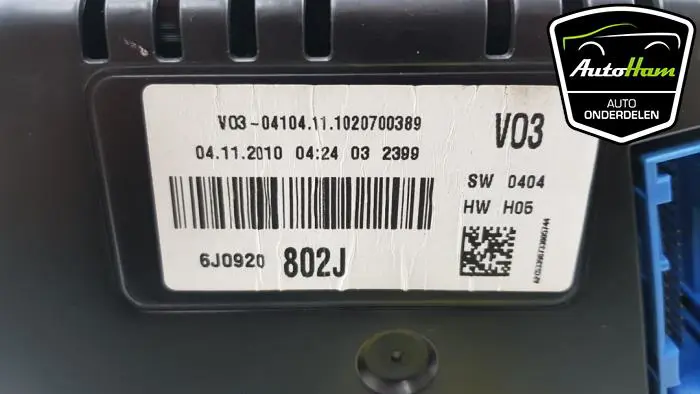 V03-04104.11.1020700389
04.11.2010 04:24 03 2399
V03
SW 0404
HW H05
6J0920 802J
AutoHam
AUTO
ONDERDELEN